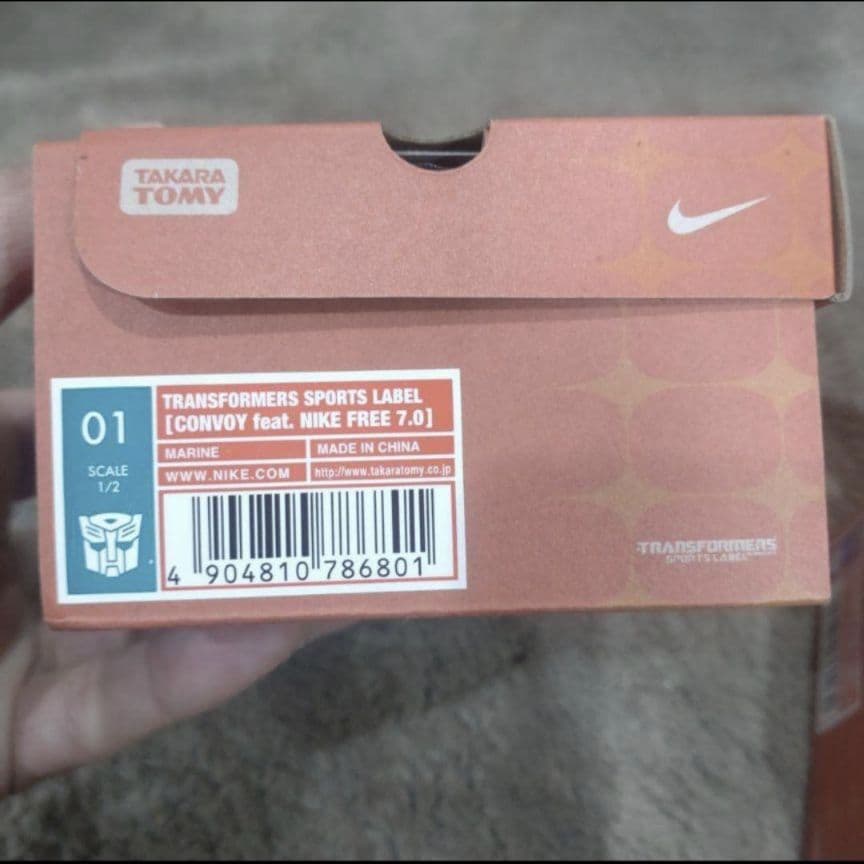 TAKARA
TOMY
01
SCALE
1/2
TRANSFORMERS SPORTS LABEL
[CONVOY feat. NIKE FREE 7.0]
MARINE
MADE IN CHINA
WWW.NIKE.COM
http://www.takaratomy.co.jp
4 904810 786801
TRANSFORMERS
SPORTS LABEL